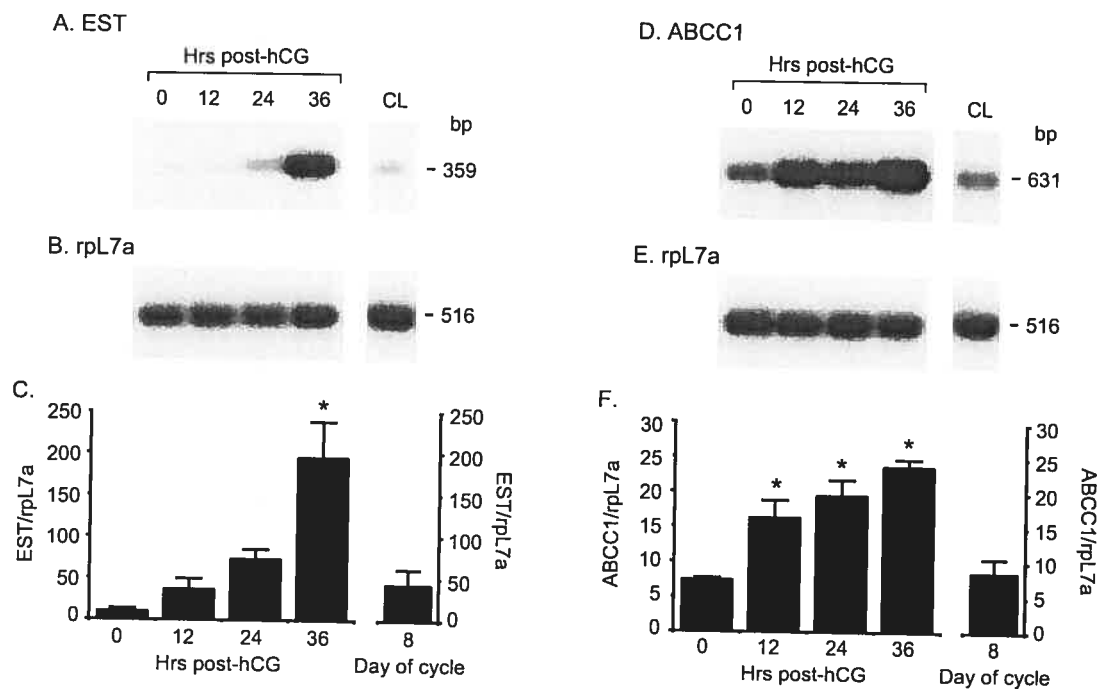 A. EST
Hrs post-hCG
0 12 24 36 CL
bp
- 359
B. rpL7a
- 516
C.
EST/rpL7a
250
200
150
100
50
0
*
0 12 24 36
Hrs post-hCG
250
200
150
100
50
0
EST/rpL7a
8
Day of cycle
D. ABCC1
Hrs post-hCG
0 12 24 36 CL
bp
- 631
E. rpL7a
- 516
F.
ABCC1/rpL7a
30
25
20
15
10
5
0
* * *
0 12 24 36
Hrs post-hCG
30
25
20
15
10
5
0
ABCC1/rpL7a
8
Day of cycle